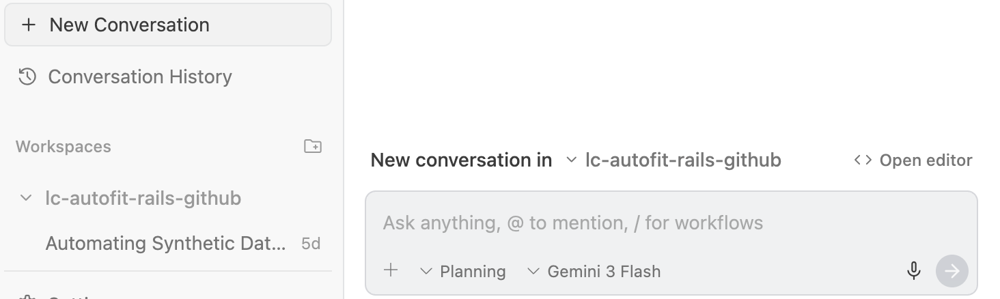 New Conversation
Conversation History
Workspaces
lc-autofit-rails-github
Automating Synthetic Dat... 5d
New conversation in lc-autofit-rails-github
Open editor
Ask anything, @ to mention, / for workflows
Planning
Gemini 3 Flash